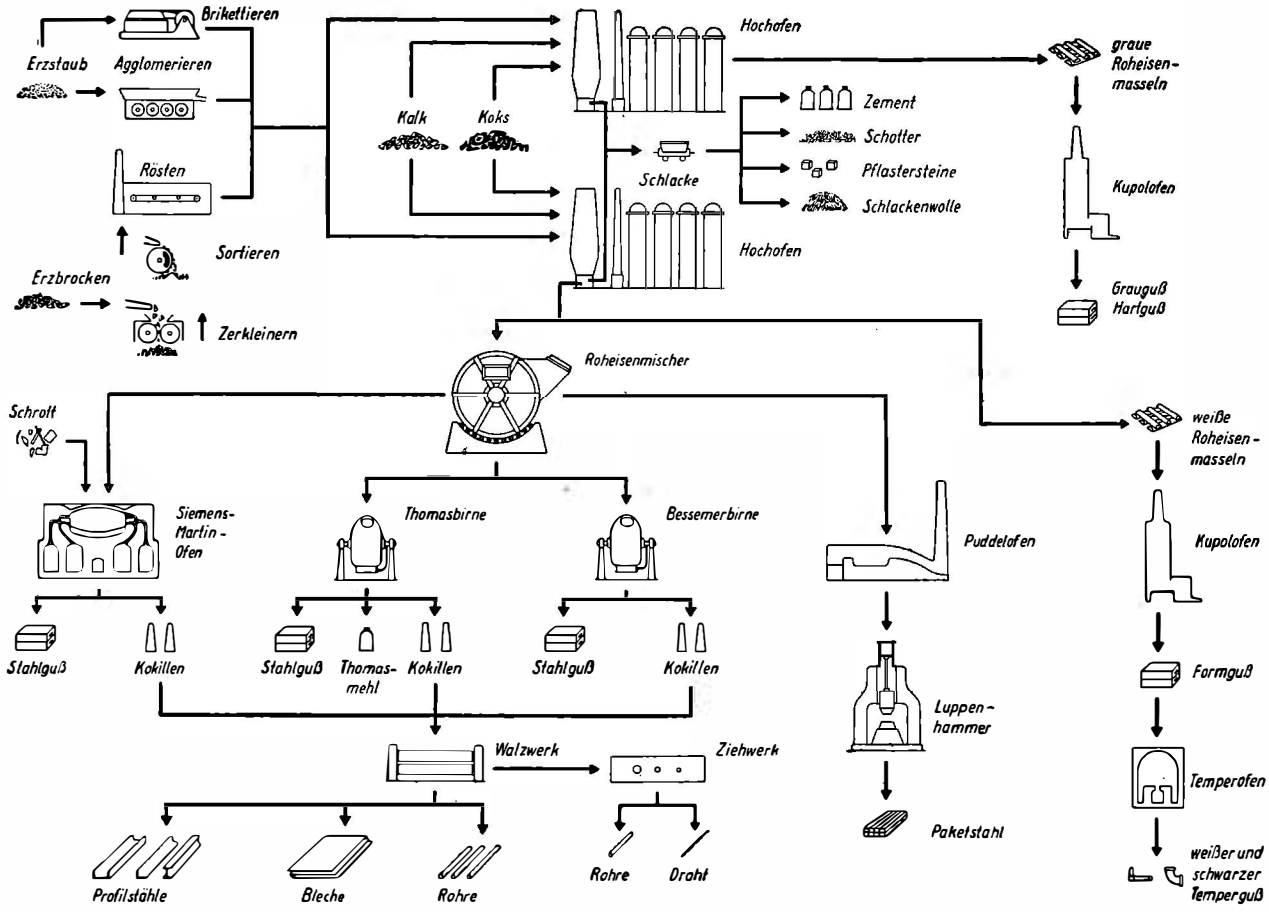 Brikettieren
Erzstaub
Agglomerieren
Rösten
Sortieren
Erzbrocken
Zerkleinern
Kalk
Koks
Hochofen
Schlacke
Zement
Schotter
Pflastersteine
Schlackenwolle
Hochofen
graue
Roheisen-
masseln
Kupolofen
Grauguß
Hartguß
Roheisenmischer
Schrott
Siemens-
Martin-
Ofen
Thomasbirne
Bessemerbirne
Puddelofen
weiße
Roheisen-
masseln
Kupolofen
Stahlguß
Kokillen
Stahlguß
Thomas-
mehl
Kokillen
Stahlguß
Kokillen
Luppen-
hammer
Formguß
Walzwerk
Ziehwerk
Temperofen
Paketstahl
Profilstähle
Bleche
Rohre
Rohre
Draht
weißer und
schwarzer
Temperguß